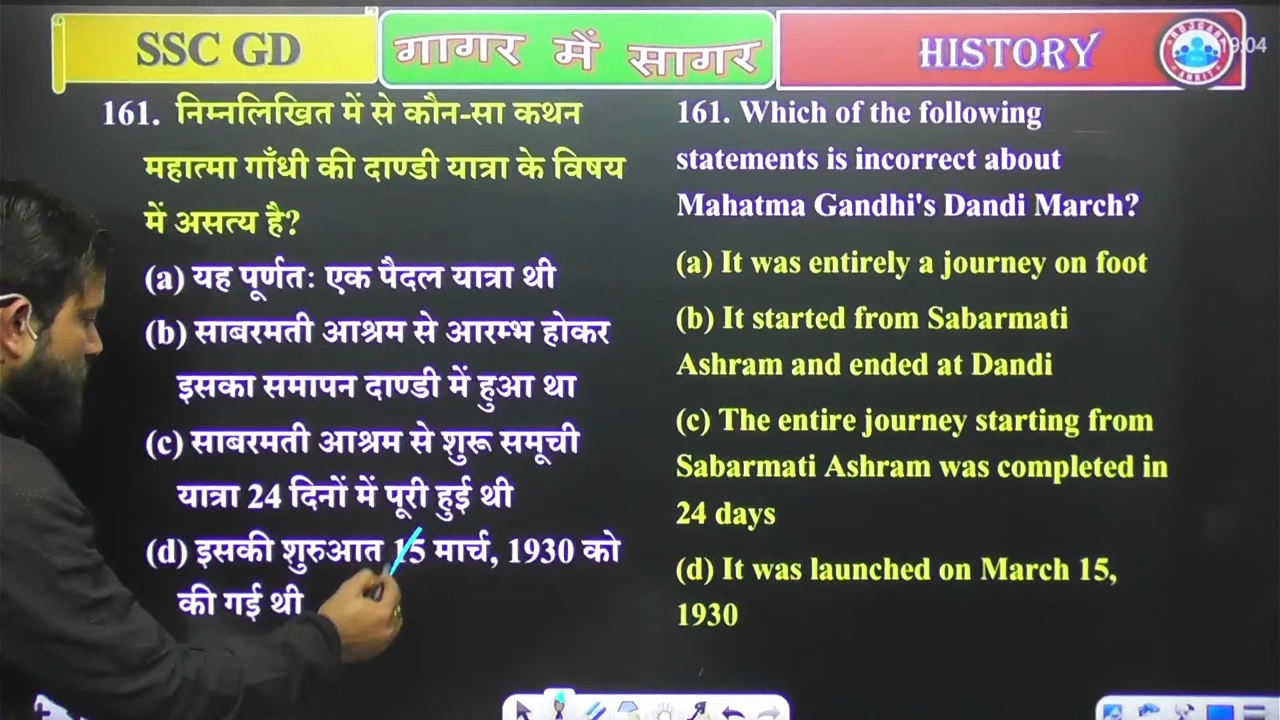 SSC GD
गागर में सागर
HISTORY
19:04
161. निम्नलिखित में से कौन-सा कथन
महात्मा गाँधी की दाण्डी यात्रा के विषय
में असत्य है?
(a) यह पूर्णत: एक पैदल यात्रा थी
(b) साबरमती आश्रम से आरम्भ होकर
इसका समापन दाण्डी में हुआ था
(c) साबरमती आश्रम से शुरू समूची
यात्रा 24 दिनों में पूरी हुई थी
(d) इसकी शुरुआत 15 मार्च, 1930 को
की गई थी
161. Which of the following
statements is incorrect about
Mahatma Gandhi's Dandi March?
(a) It was entirely a journey on foot
(b) It started from Sabarmati
Ashram and ended at Dandi
(c) The entire journey starting from
Sabarmati Ashram was completed in
24 days
(d) It was launched on March 15,
1930